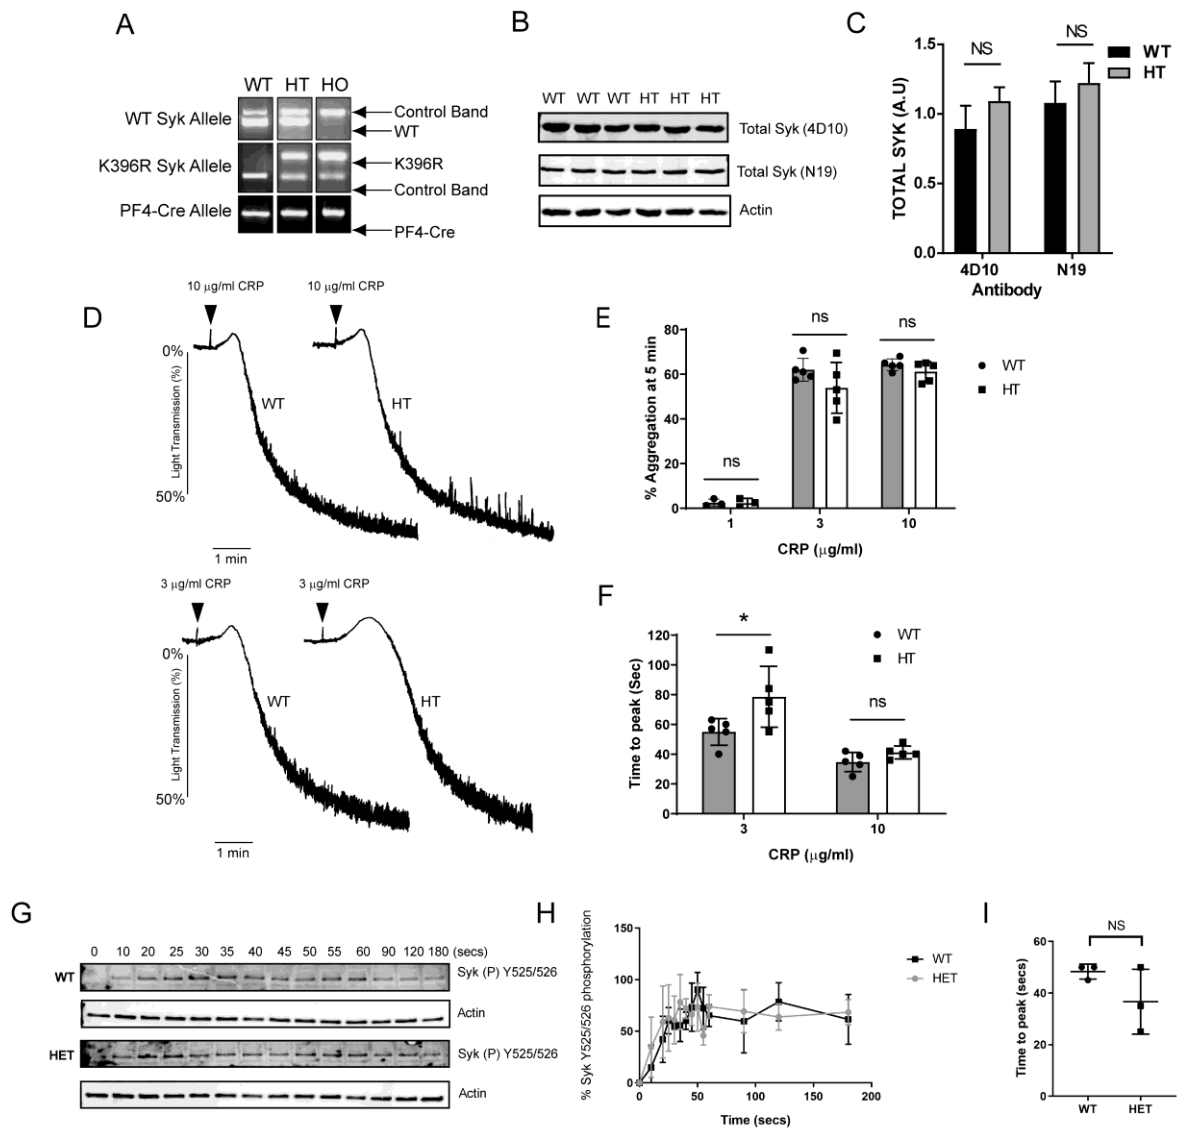 A
WT HT HO
WT Syk Allele
Control Band
WT
K396R Syk Allele
K396R
Control Band
PF4-Cre Allele
PF4-Cre
B
WT WT WT HT HT HT
Total Syk (4D10)
Total Syk (N19)
Actin
C
TOTAL SYK (A.U)
1.5
1.0
0.5
0.0
NS
NS
WT
HT
4D10 N19
Antibody
D
10 µg/ml CRP 10 µg/ml CRP
0%
Light Transmission (%)
50%
WT
HT
1 min
3 µg/ml CRP 3 µg/ml CRP
0%
Light Transmission (%)
50%
WT
HT
1 min
E
% Aggregation at 5 min
80
60
40
20
0
ns
ns
ns
WT
HT
1 3 10
CRP (µg/ml)
F
Time to peak (Sec)
120
100
80
60
40
20
0
*
ns
WT
HT
3 10
CRP (µg/ml)
G
0 10 20 25 30 35 40 45 50 55 60 90 120 180 (secs)
WT
Syk (P) Y525/526
Actin
HET
Syk (P) Y525/526
Actin
H
% Syk Y525/526 phosphorylation
150
100
50
0
WT
HET
0 50 100 150 200
Time (secs)
I
Time to peak (secs)
60
40
20
0
NS
WT HET